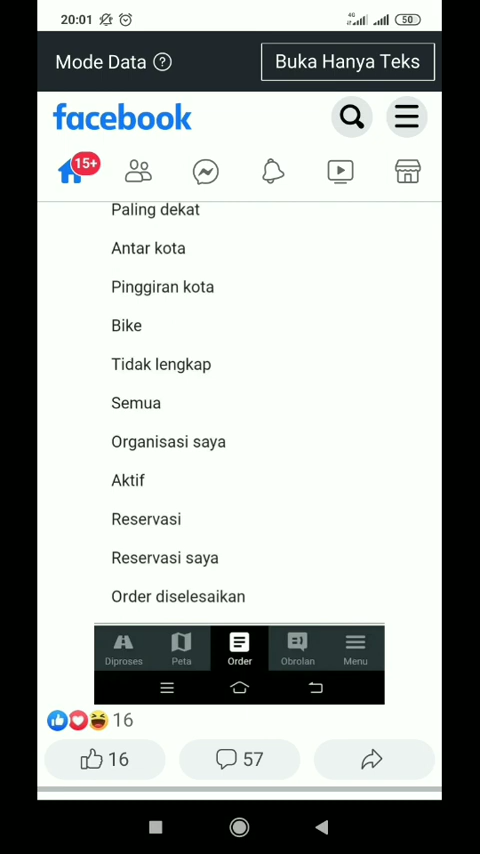 20:01 4G 50
Mode Data ? Buka Hanya Teks
facebook
15+
Paling dekat
Antar kota
Pinggiran kota
Bike
Tidak lengkap
Semua
Organisasi saya
Aktif
Reservasi
Reservasi saya
Order diselesaikan
Diproses Peta Order Obrolan Menu
16
16 57